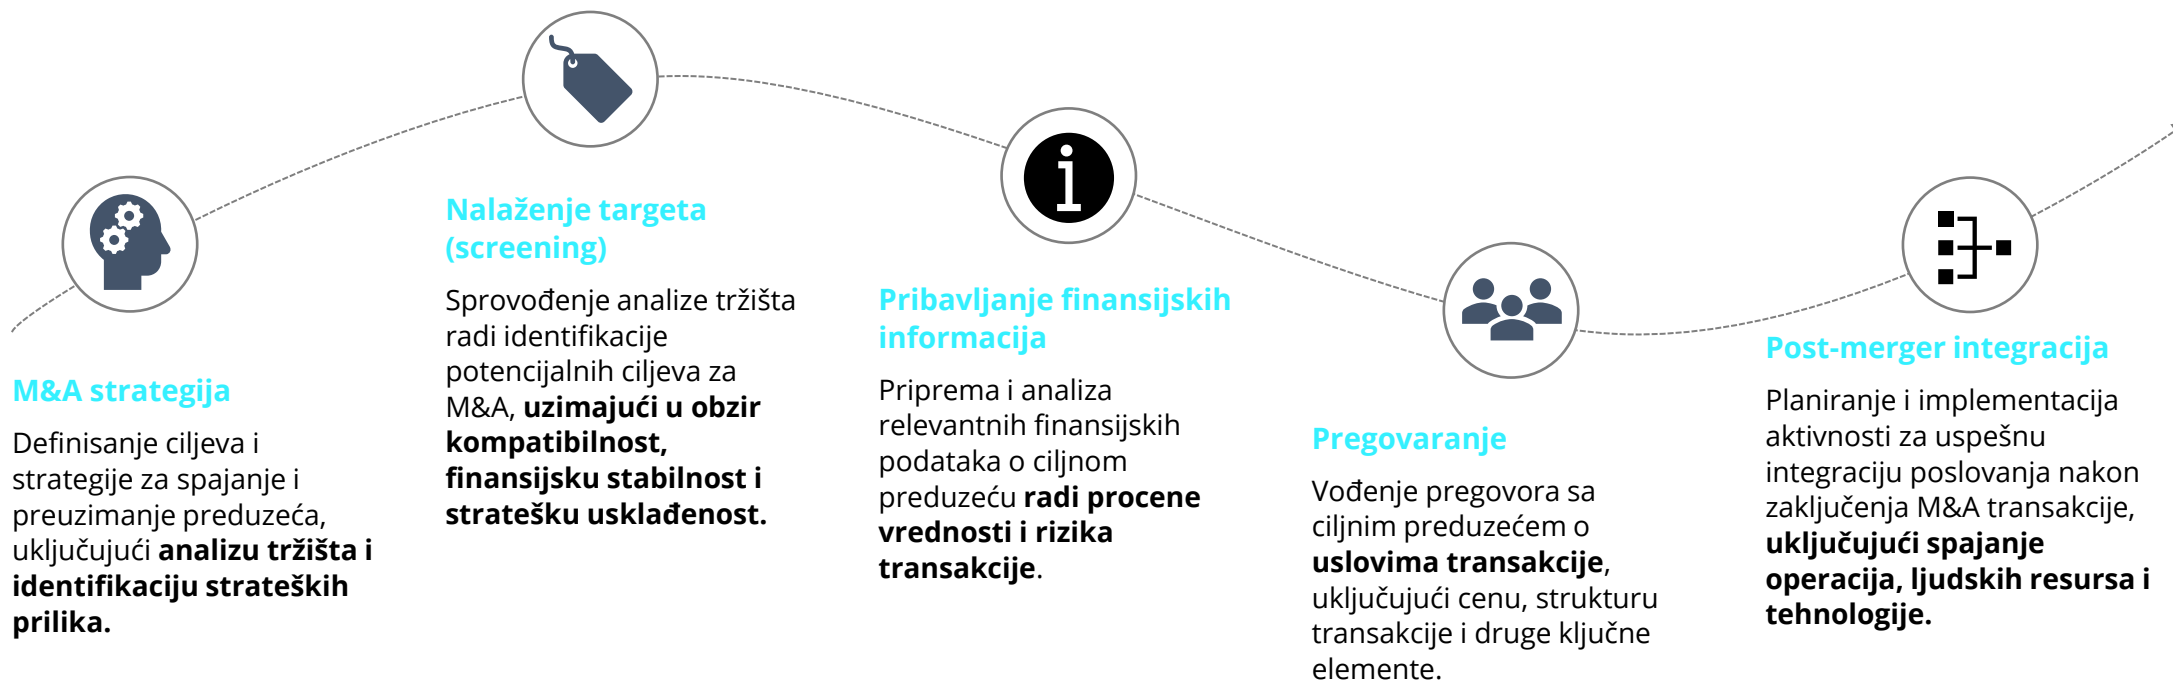 M&A strategija
Definisanje ciljeva i
strategije za spajanje i
preuzimanje preduzeća,
uključujući analizu tržišta i
identifikaciju strateških
prilika.
Nalaženje targeta
(screening)
Sprovođenje analize tržišta
radi identifikacije
potencijalnih ciljeva za
M&A, uzimajući u obzir
kompatibilnost,
finansijsku stabilnost i
stratešku usklađenost.
Pribavljanje finansijskih
informacija
Priprema i analiza
relevantnih finansijskih
podataka o ciljnom
preduzeću radi procene
vrednosti i rizika
transakcije.
Pregovaranje
Vođenje pregovora sa
ciljnim preduzećem o
uslovima transakcije,
uključujući cenu, strukturu
transakcije i druge ključne
elemente.
Post-merger integracija
Planiranje i implementacija
aktivnosti za uspešnu
integraciju poslovanja nakon
zaključenja M&A transakcije,
uključujući spajanje
operacija, ljudskih resursa i
tehnologije.